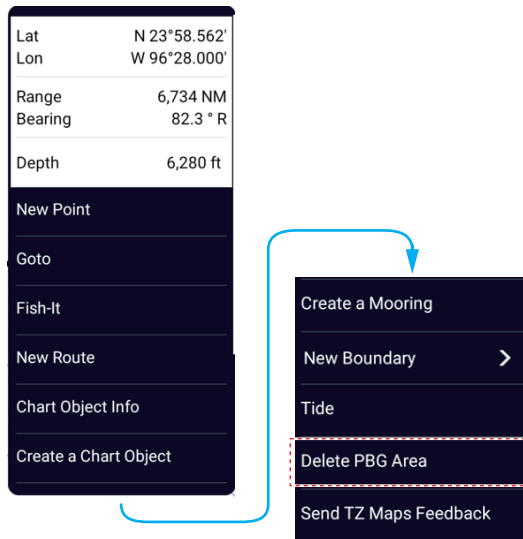 Lat N 23°58.562'
Lon W 96°28.000'
Range 6,734 NM
Bearing 82.3 ° R
Depth 6,280 ft
New Point
Goto
Fish-It
New Route
Chart Object Info
Create a Chart Object
Create a Mooring
New Boundary
Tide
Delete PBG Area
Send TZ Maps Feedback